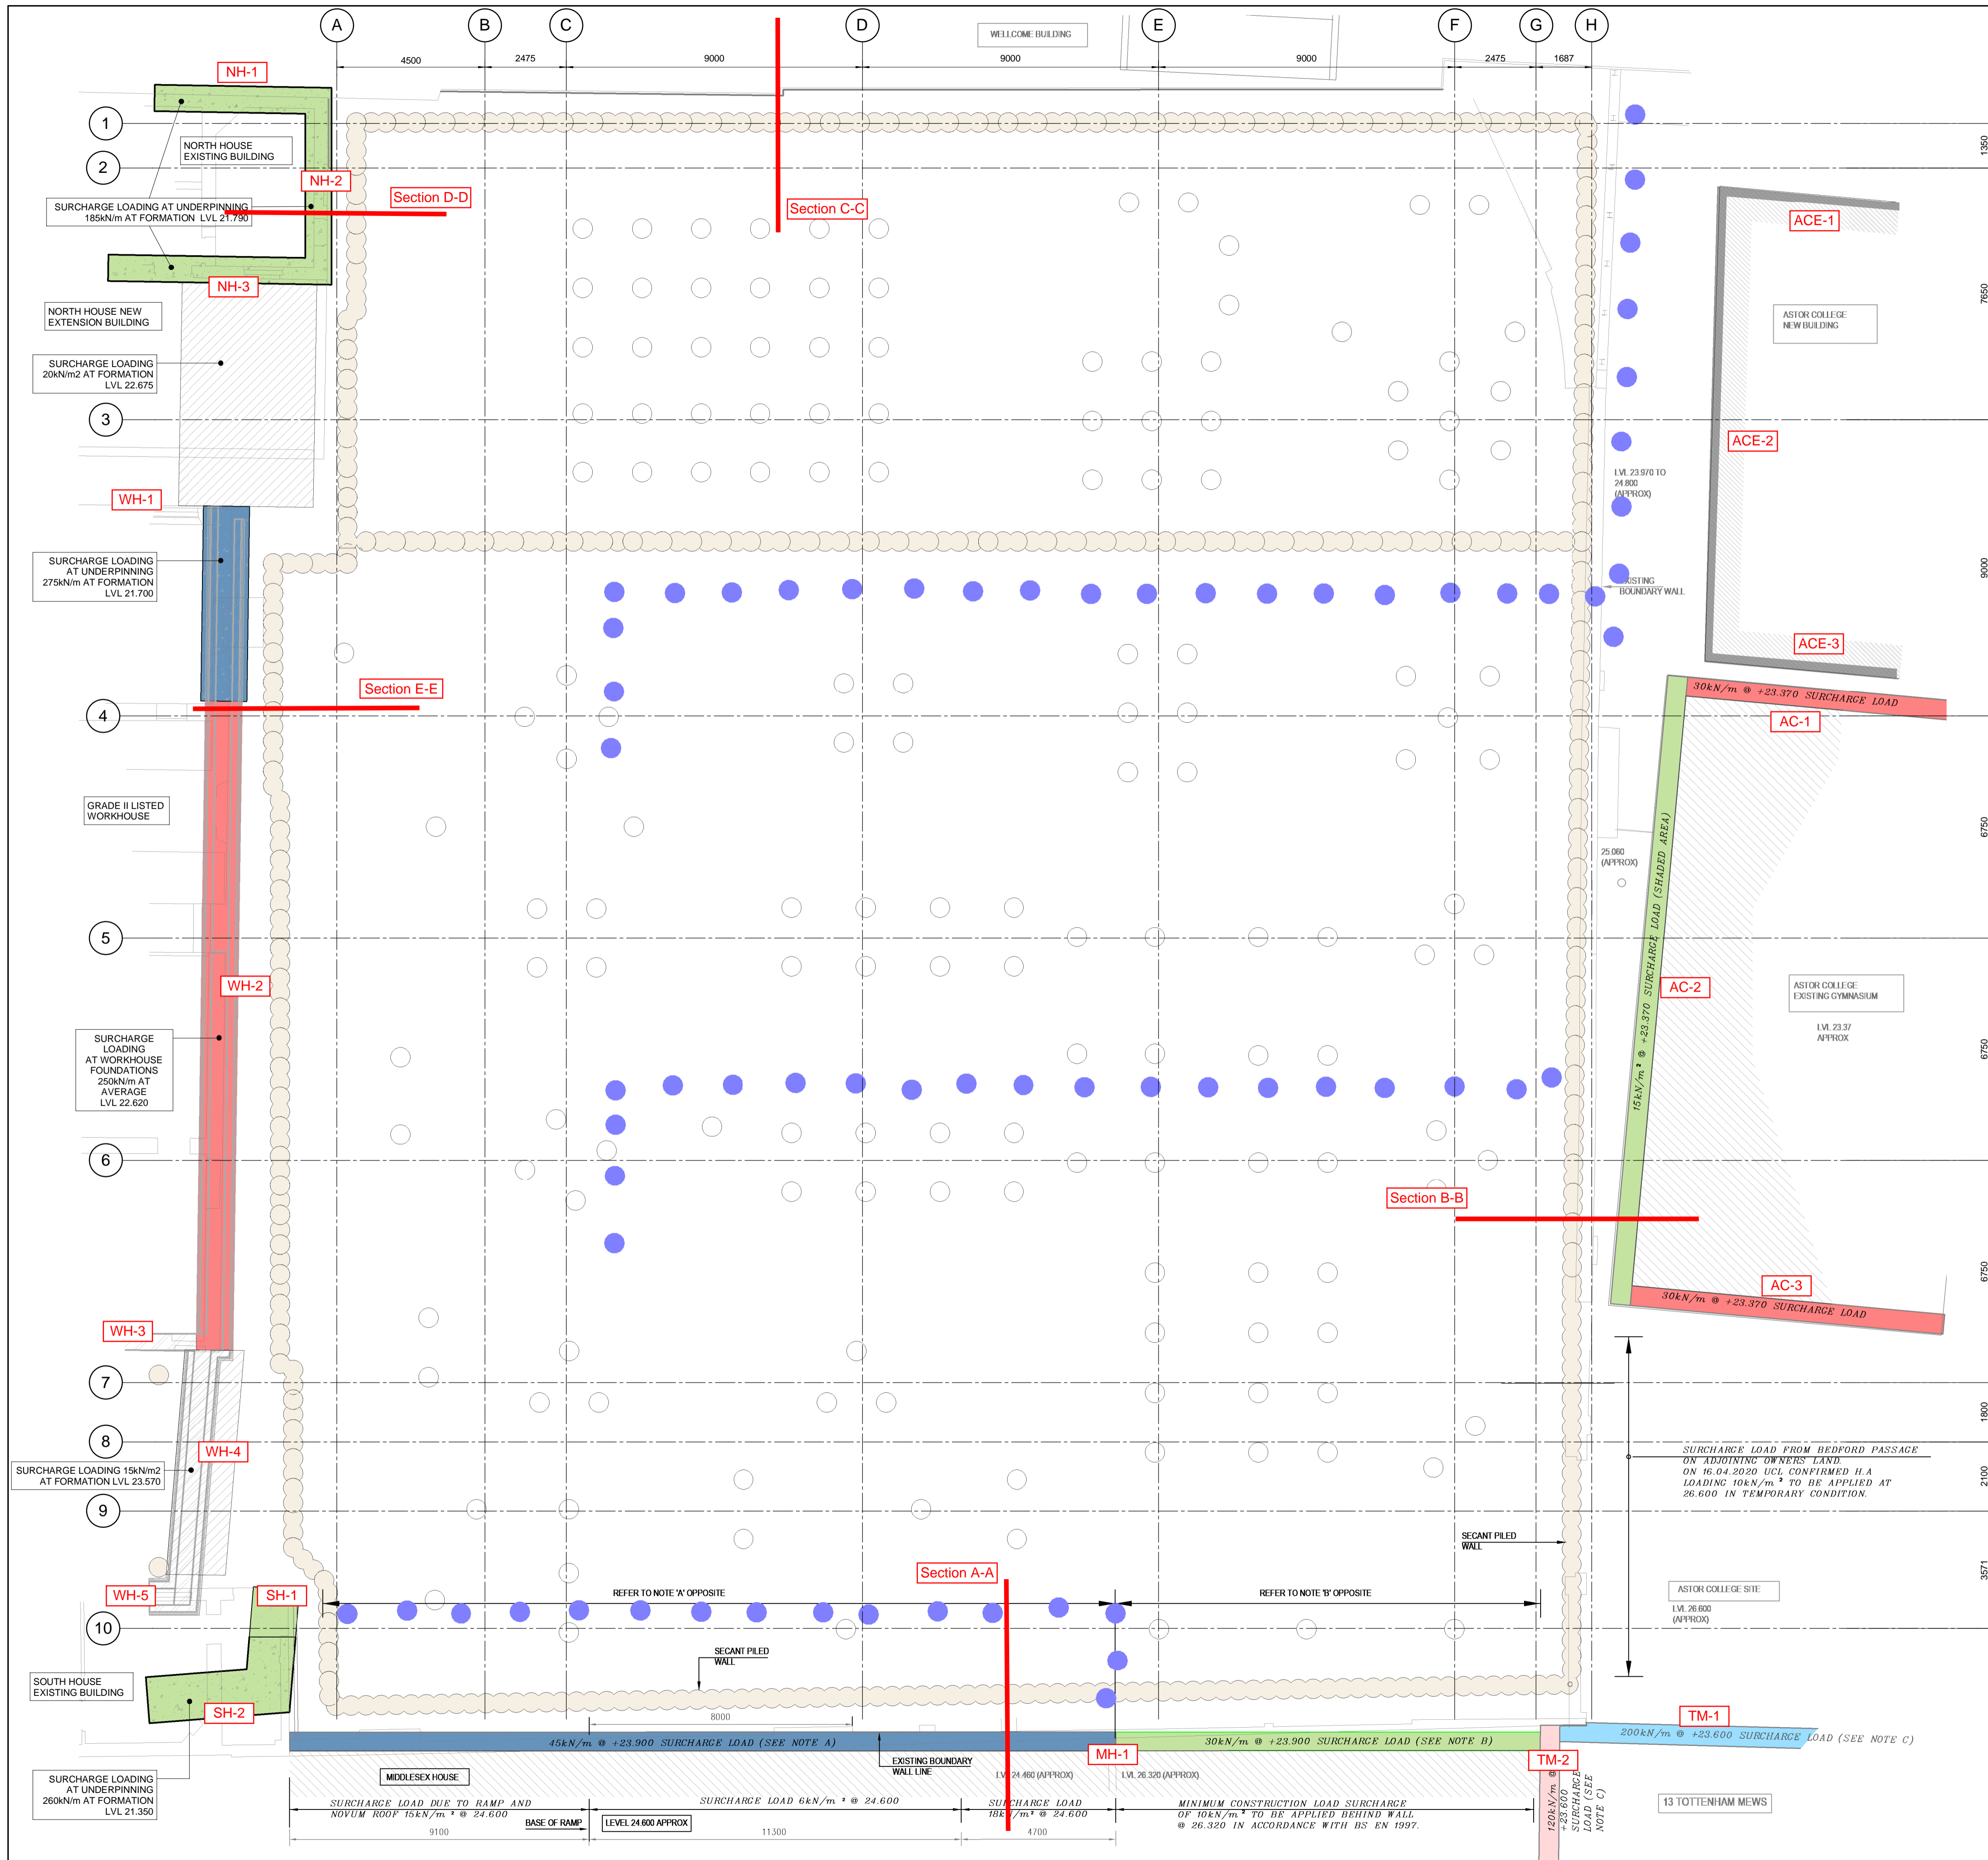 A
B
C
D
E
F
G
H
WELLCOME BUILDING
4500
2475
9000
9000
9000
2475
1687
NH-1
1
NORTH HOUSE
EXISTING BUILDING
2
NH-2
Section D-D
Section C-C
SURCHARGE LOADING AT UNDERPINNING
185kN/m AT FORMATION LVL 21.790
1350
ACE-1
NH-3
NORTH HOUSE NEW
EXTENSION BUILDING
7650
ASTOR COLLEGE
NEW BUILDING
SURCHARGE LOADING
20kN/m2 AT FORMATION
LVL 22.675
3
ACE-2
LVL 23.970 TO
24.800
(APPROX)
WH-1
SURCHARGE LOADING
AT UNDERPINNING
275kN/m AT FORMATION
LVL 21.700
9000
EXISTING
BOUNDARY WALL
ACE-3
Section E-E
30kN/m @ +23.370 SURCHARGE LOAD
4
AC-1
GRADE II LISTED
WORKHOUSE
6750
25.060
(APPROX)
15kN/m² @ +23.370 SURCHARGE LOAD (SHADED AREA)
5
WH-2
AC-2
ASTOR COLLEGE
EXISTING GYMNASIUM
LVL 23.37
APPROX
SURCHARGE
LOADING
AT WORKHOUSE
FOUNDATIONS
250kN/m AT
AVERAGE
LVL 22.620
6750
6
Section B-B
6750
AC-3
30kN/m @ +23.370 SURCHARGE LOAD
WH-3
7
1800
8
WH-4
SURCHARGE LOADING 15kN/m2
AT FORMATION LVL 23.570
SURCHARGE LOAD FROM BEDFORD PASSAGE
ON ADJOINING OWNERS LAND.
ON 16.04.2020 UCL CONFIRMED H.A
LOADING 10kN/m² TO BE APPLIED AT
26.600 IN TEMPORARY CONDITION.
2100
9
SECANT PILED
WALL
3571
Section A-A
WH-5
SH-1
REFER TO NOTE 'A' OPPOSITE
REFER TO NOTE 'B' OPPOSITE
ASTOR COLLEGE SITE
LVL 26.600
(APPROX)
10
SECANT PILED
WALL
SOUTH HOUSE
EXISTING BUILDING
SH-2
8000
TM-1
45kN/m @ +23.900 SURCHARGE LOAD (SEE NOTE A)
30kN/m @ +23.900 SURCHARGE LOAD (SEE NOTE B)
200kN/m @ +23.600 SURCHARGE LOAD (SEE NOTE C)
EXISTING BOUNDARY
WALL LINE
MH-1
TM-2
SURCHARGE LOADING
AT UNDERPINNING
260kN/m AT FORMATION
LVL 21.350
MIDDLESEX HOUSE
LVL 24.460 (APPROX)
LVL 26.320 (APPROX)
120kN/m @
+23.600
SURCHARGE
LOAD (SEE
NOTE C)
13 TOTTENHAM MEWS
SURCHARGE LOAD DUE TO RAMP AND
NOVUM ROOF 15kN/m² @ 24.600
SURCHARGE LOAD 6kN/m² @ 24.600
SURCHARGE LOAD
18kN/m² @ 24.600
MINIMUM CONSTRUCTION LOAD SURCHARGE
OF 10kN/m² TO BE APPLIED BEHIND WALL
@ 26.320 IN ACCORDANCE WITH BS EN 1997.
BASE OF RAMP
LEVEL 24.600 APPROX
9100
11300
4700